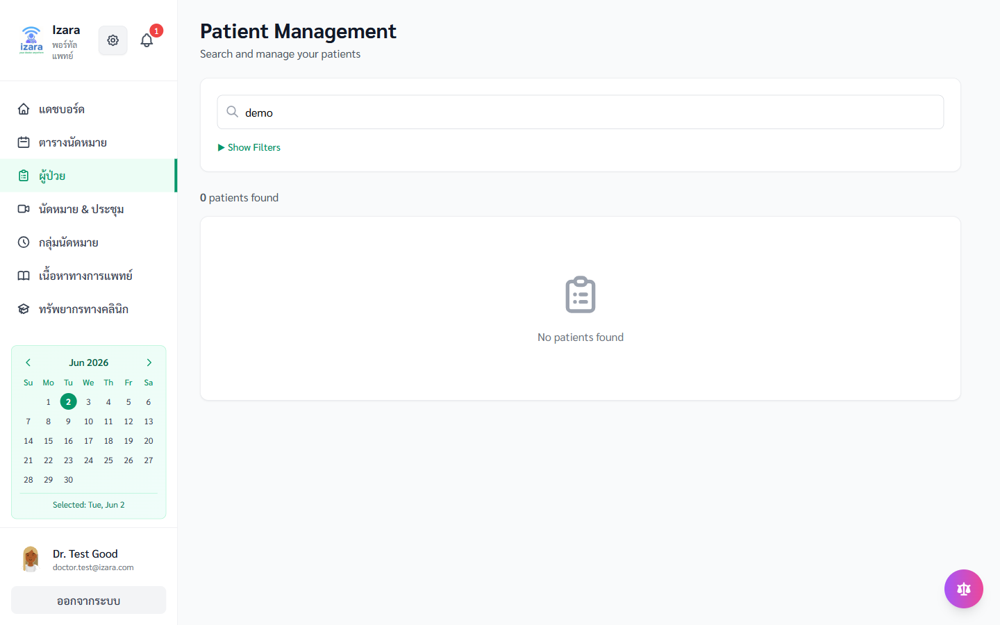 izara
Izara
พอร์ทัล
แพทย์
1
แดชบอร์ด
ตารางนัดหมาย
ผู้ป่วย
นัดหมาย & ประชุม
กลุ่มนัดหมาย
เนื้อหาทางการแพทย์
ทรัพยากรทางคลินิก
Jun 2026
Su Mo Tu We Th Fr Sa
1 2 3 4 5 6
7 8 9 10 11 12 13
14 15 16 17 18 19 20
21 22 23 24 25 26 27
28 29 30
Selected: Tue, Jun 2
Dr. Test Good
doctor.test@izara.com
ออกจากระบบ
Patient Management
Search and manage your patients
demo
▶ Show Filters
0 patients found
No patients found